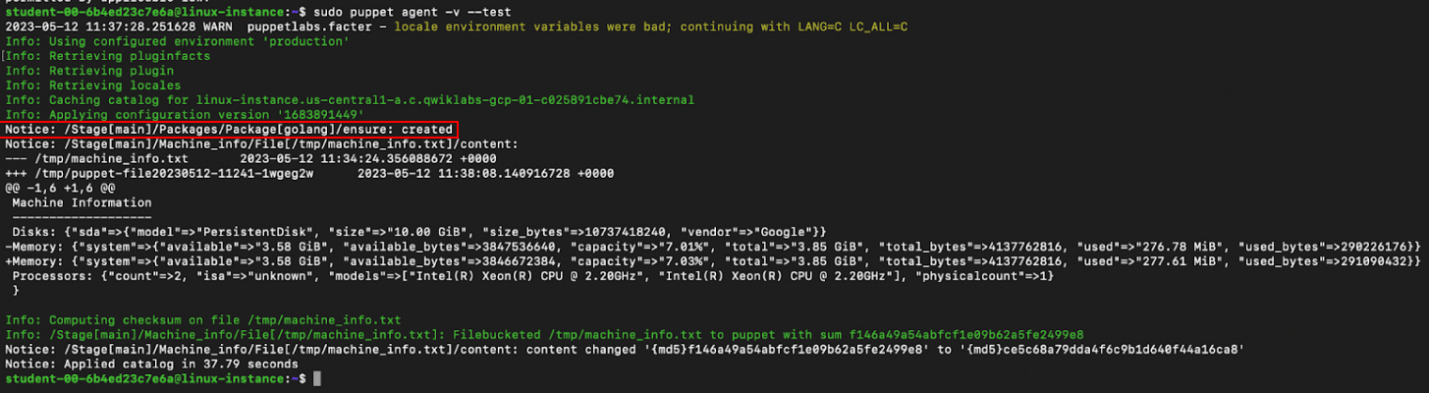 student-00-6b4ed23c7e6a@linux-instance:~$ sudo puppet agent -v --test
2023-05-12 11:37:28.251628 WARN  puppetlabs.facter - locale environment variables were bad; continuing with LANG=C LC_ALL=C
Info: Using configured environment 'production'
Info: Retrieving pluginfacts
Info: Retrieving plugin
Info: Retrieving locales
Info: Caching catalog for linux-instance.us-central1-a.c.qwiklabs-gcp-01-c025891cbe74.internal
Info: Applying configuration version '1683891449'
Notice: /Stage[main]/Packages/Package[golang]/ensure: created
Notice: /Stage[main]/Machine_info/File[/tmp/machine_info.txt]/content:
--- /tmp/machine_info.txt       2023-05-12 11:34:24.356088672 +0000
+++ /tmp/puppet-file20230512-11241-1wgeg2w      2023-05-12 11:38:08.140916728 +0000
@@ -1,6 +1,6 @@
 Machine Information
 -------------------
 Disks: {"sda"=>{"model"=>"PersistentDisk", "size"=>"10.00 GiB", "size_bytes"=>10737418240, "vendor"=>"Google"}}
-Memory: {"system"=>{"available"=>"3.58 GiB", "available_bytes"=>3847536640, "capacity"=>"7.01%", "total"=>"3.85 GiB", "total_bytes"=>4137762816, "used"=>"276.78 MiB", "used_bytes"=>290226176}}
+Memory: {"system"=>{"available"=>"3.58 GiB", "available_bytes"=>3846672384, "capacity"=>"7.03%", "total"=>"3.85 GiB", "total_bytes"=>4137762816, "used"=>"277.61 MiB", "used_bytes"=>291090432}}
 Processors: {"count"=>2, "isa"=>"unknown", "models"=>["Intel(R) Xeon(R) CPU @ 2.20GHz", "Intel(R) Xeon(R) CPU @ 2.20GHz"], "physicalcount"=>1}
 }
Info: Computing checksum on file /tmp/machine_info.txt
Info: /Stage[main]/Machine_info/File[/tmp/machine_info.txt]: Filebucketed /tmp/machine_info.txt to puppet with sum f146a49a54abfcf1e09b62a5fe2499e8
Notice: /Stage[main]/Machine_info/File[/tmp/machine_info.txt]/content: content changed '{md5}f146a49a54abfcf1e09b62a5fe2499e8' to '{md5}ce5c68a79dda4f6c9b1d640f44a16ca8'
Notice: Applied catalog in 37.79 seconds
student-00-6b4ed23c7e6a@linux-instance:~$